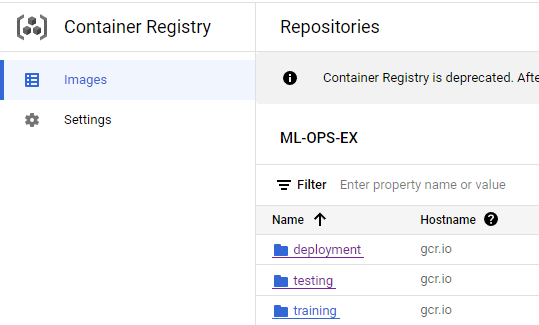 Container Registry
Repositories
Images
Settings
Container Registry is deprecated. Afte
ML-OPS-EX
Filter Enter property name or value
Name Hostname
deployment gcr.io
testing gcr.io
training gcr.io